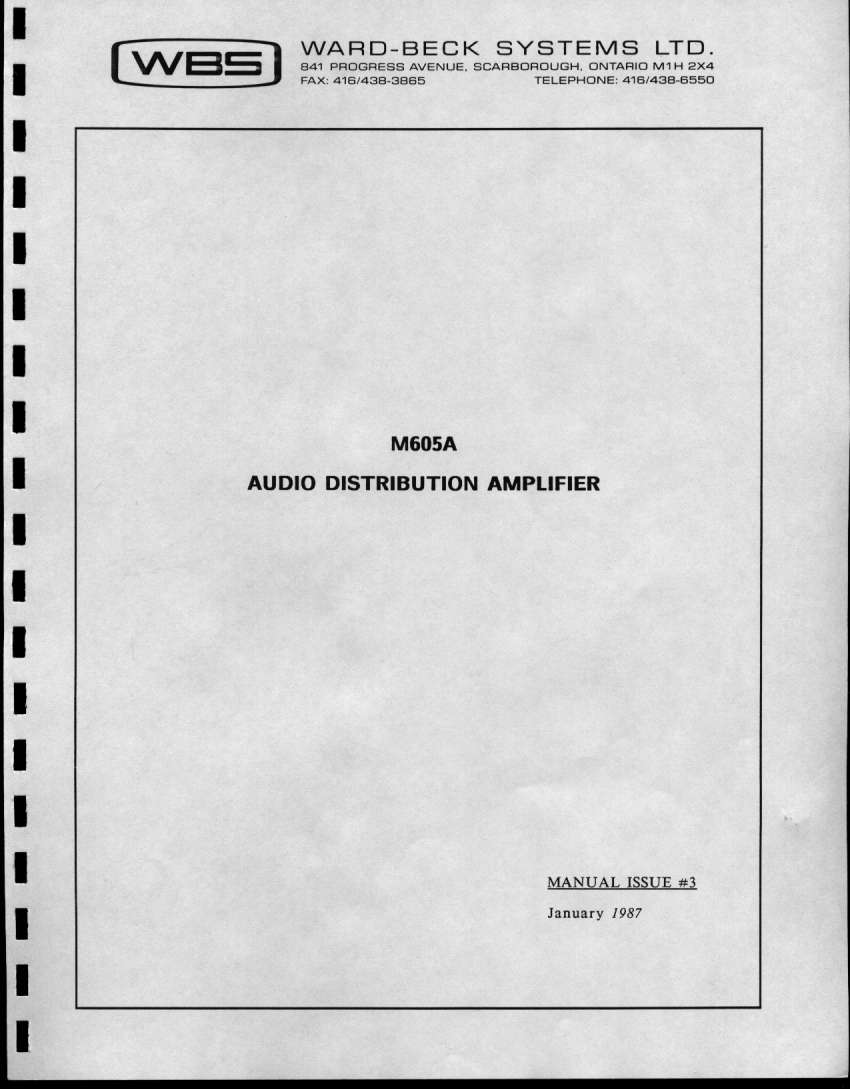 WBS
WARD-BECK SYSTEMS LTD.
841 PROGRESS AVENUE, SCARBOROUGH, ONTARIO M1H 2X4
FAX: 416/438-3865 TELEPHONE: 416/438-6550
M605A
AUDIO DISTRIBUTION AMPLIFIER
MANUAL ISSUE #3
January 1987